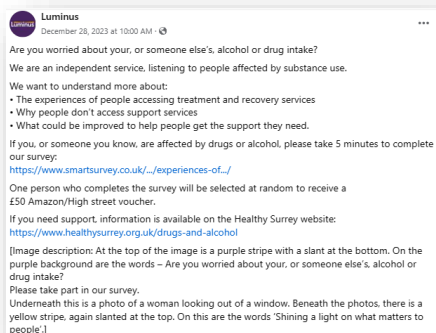 Luminus
Luminus
December 28, 2023 at 10:00 AM ·
Are you worried about your, or someone else's, alcohol or drug intake?
We are an independent service, listening to people affected by substance use.
We want to understand more about:
• The experiences of people accessing treatment and recovery services
• Why people don't access support services
• What could be improved to help people get the support they need.
If you, or someone you know, are affected by drugs or alcohol, please take 5 minutes to complete
our survey:
https://www.smartsurvey.co.uk/.../experiences-of.../
One person who completes the survey will be selected at random to receive a
£50 Amazon/High street voucher.
If you need support, information is available on the Healthy Surrey website:
https://www.healthysurrey.org.uk/drugs-and-alcohol
[Image description: At the top of the image is a purple stripe with a slant at the bottom. On the
purple background are the words – Are you worried about your, or someone else's, alcohol or
drug intake?
Please take part in our survey.
Underneath this is a photo of a woman looking out of a window. Beneath the photos, there is a
yellow stripe, again slanted at the top. On this are the words 'Shining a light on what matters to
people'.]